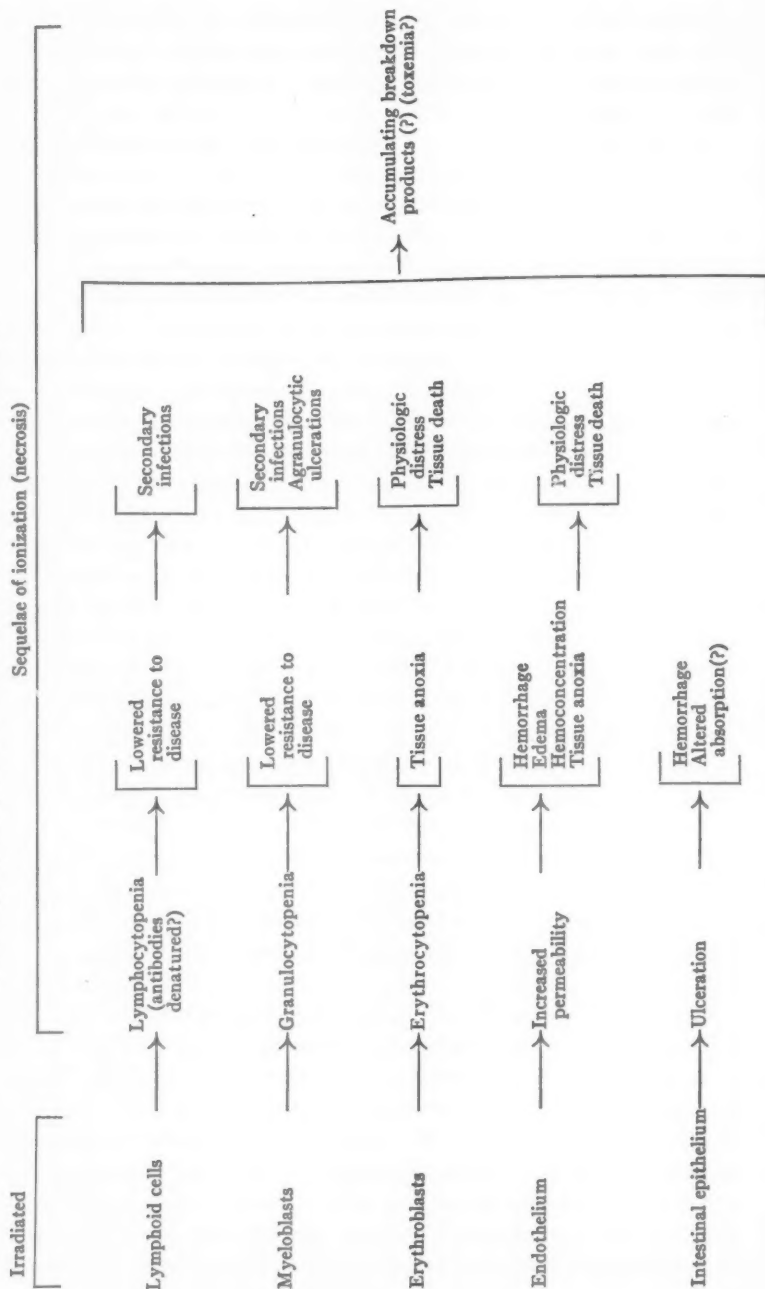 Irradiated
Sequelae of ionization (necrosis)
Lymphoid cells
Lymphocytopenia
(antibodies
denatured?)
Lowered
resistance to
disease
Secondary
infections
Myeloblasts
Granulocytopenia
Lowered
resistance to
disease
Secondary
infections
Agranulocytic
ulcerations
Erythroblasts
Erythrocytopenia
Tissue anoxia
Physiologic
distress
Tissue death
Endothelium
Increased
permeability
Hemorrhage
Edema
Hemoconcentration
Tissue anoxia
Physiologic
distress
Tissue death
Intestinal epithelium
Ulceration
Hemorrhage
Altered
absorption(?)
Accumulating breakdown
products (?) (toxemia?)